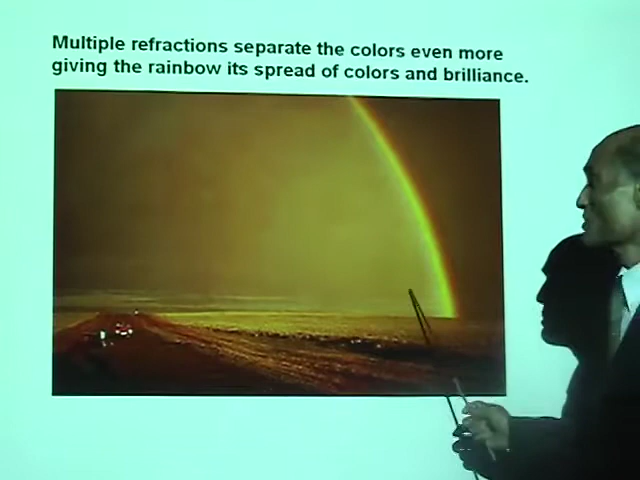 Multiple refractions separate the colors even more
giving the rainbow its spread of colors and brilliance.